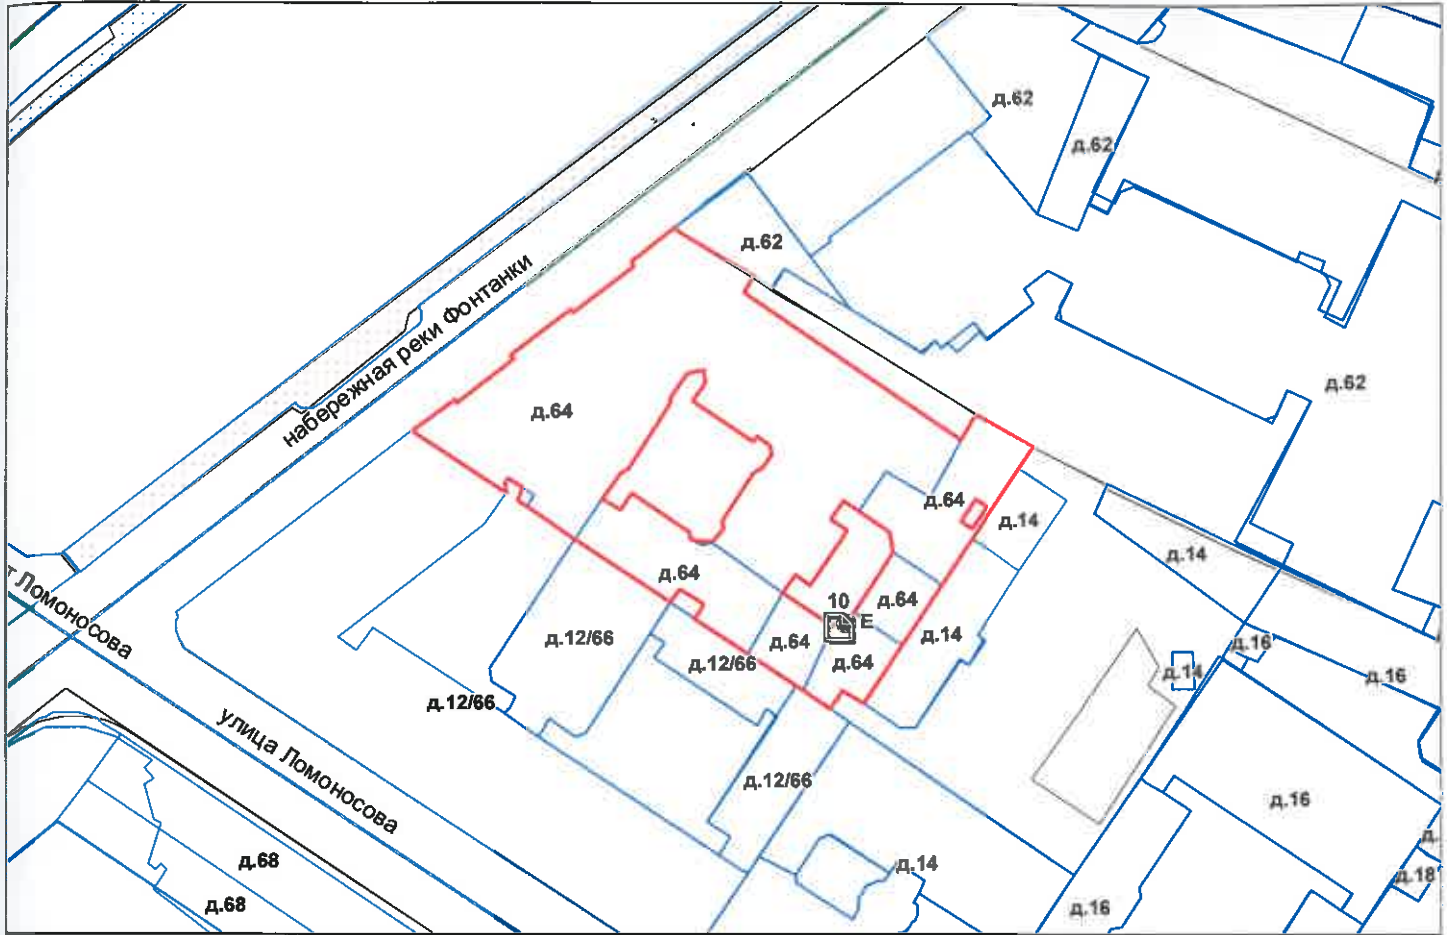 д.62
д.62
д.62
набережная реки Фонтанки
д.62
д.64
д.64
д.14
д.14
д.64
т Ломоносова
10
Е
д.64
д.12/66
д.14
д.64
д.12/66
д.64
д.16
д.14
д.16
д.12/66
улица Ломоносова
д.12/66
д.16
д.
д.68
д.14
д.18
д.68
д.16